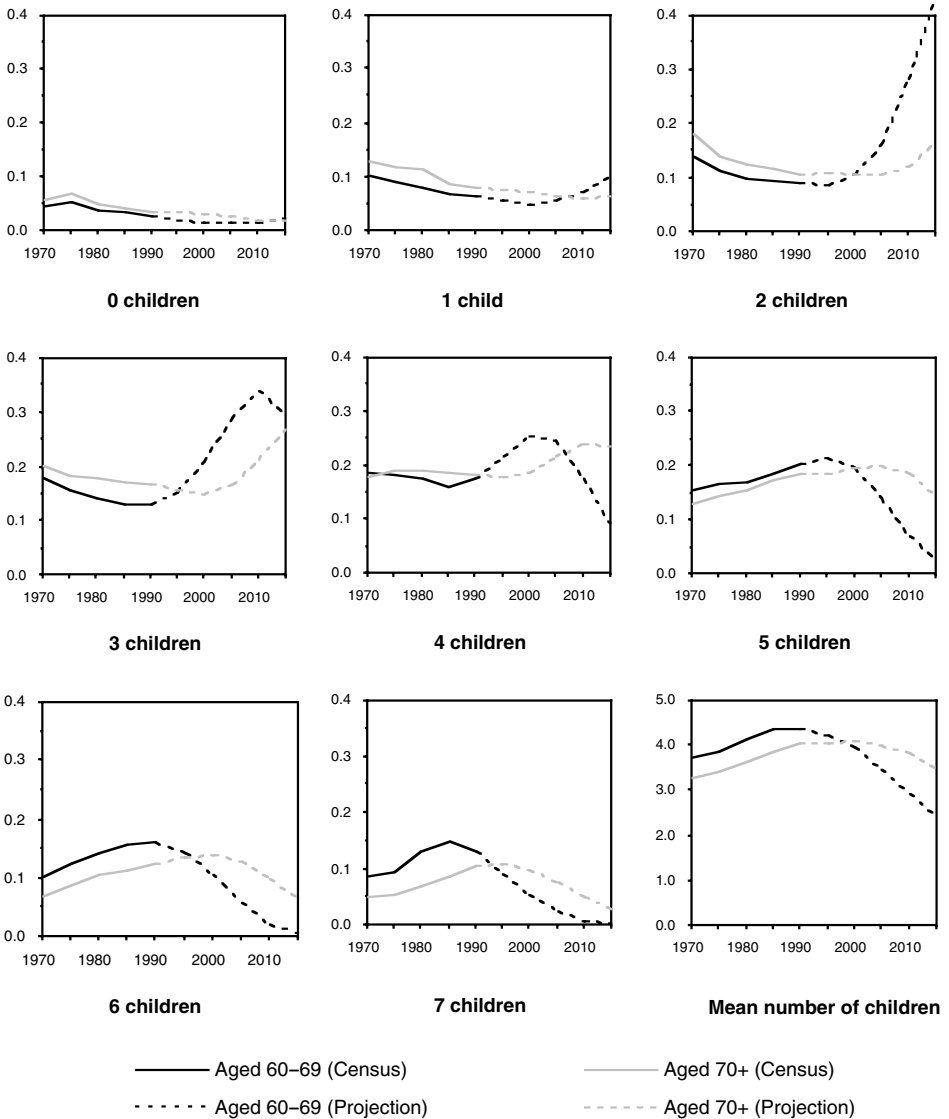 0.4 0.4 0.4
0.3 0.3 0.3
0.2 0.2 0.2
0.1 0.1 0.1
0.0 0.0 0.0
1970 1980 1990 2000 2010 1970 1980 1990 2000 2010 1970 1980 1990 2000 2010
0 children 1 child 2 children
0.4 0.4 0.4
0.3 0.3 0.3
0.2 0.2 0.2
0.1 0.1 0.1
0.0 0.0 0.0
1970 1980 1990 2000 2010 1970 1980 1990 2000 2010 1970 1980 1990 2000 2010
3 children 4 children 5 children
0.4 0.4 5.0
0.3 0.3 4.0
0.2 0.2 3.0
2.0
0.1 0.1 1.0
0.0 0.0 0.0
1970 1980 1990 2000 2010 1970 1980 1990 2000 2010 1970 1980 1990 2000 2010
6 children 7 children Mean number of children
Aged 60–69 (Census) Aged 70+ (Census)
Aged 60–69 (Projection) Aged 70+ (Projection)